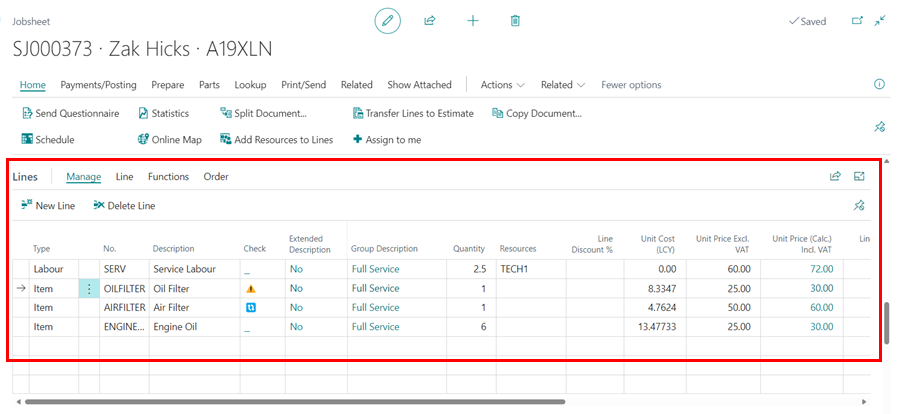 Jobsheet
Saved
SJ000373 · Zak Hicks · A19XLN
Home Payments/Posting Prepare Parts Lookup Print/Send Related Show Attached Actions Related Fewer options
Send Questionnaire Statistics Split Document... Transfer Lines to Estimate Copy Document...
Schedule Online Map Add Resources to Lines Assign to me
Lines Manage Line Functions Order
New Line Delete Line
Type No. Description Check Extended Description Group Description Quantity Resources Line Discount % Unit Cost (LCY) Unit Price Excl. VAT Unit Price (Calc.) Incl. VAT Lin
Labour SERV Service Labour _ No Full Service 2.5 TECH1 0.00 60.00 72.00
Item OILFILTER Oil Filter No Full Service 1 8.3347 25.00 30.00
Item AIRFILTER Air Filter No Full Service 1 4.7624 50.00 60.00
Item ENGINE... Engine Oil _ No Full Service 6 13.47733 25.00 30.00